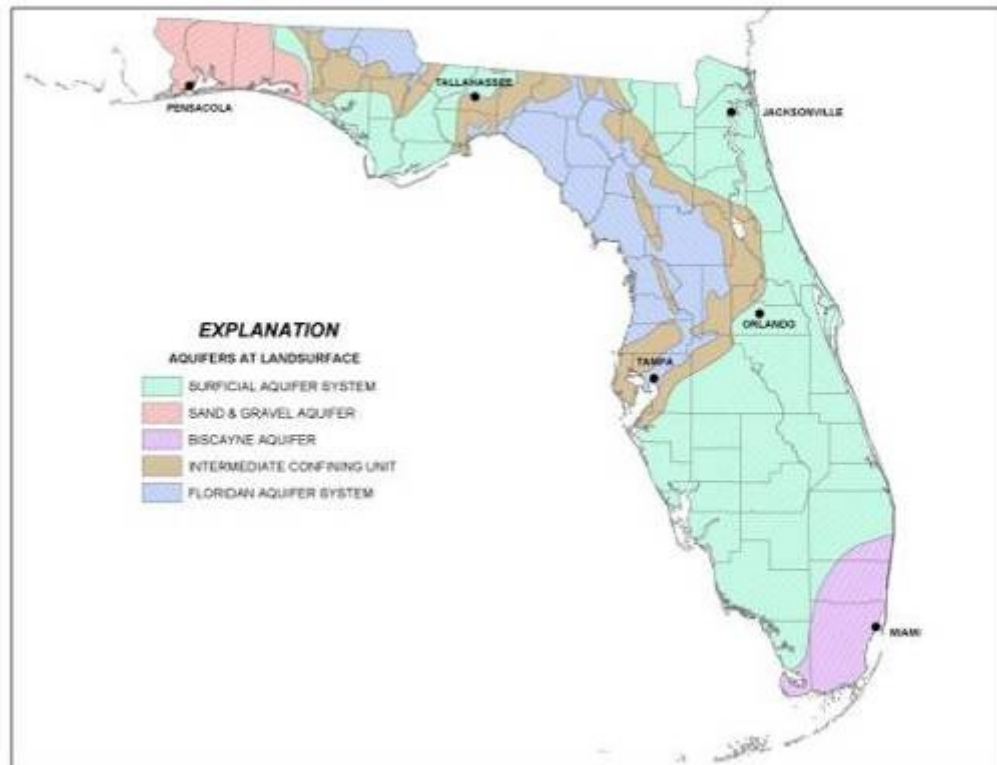 TALLAHASSEE
PENSACOLA
JACKSONVILLE
EXPLANATION
AQUIFERS AT LANDSURFACE
SURFICIAL AQUIFER SYSTEM
SAND & GRAVEL AQUIFER
BISCAYNE AQUIFER
INTERMEDIATE CONFINING UNIT
FLORIDAN AQUIFER SYSTEM
ORLANDO
TAMPA
MIAMI